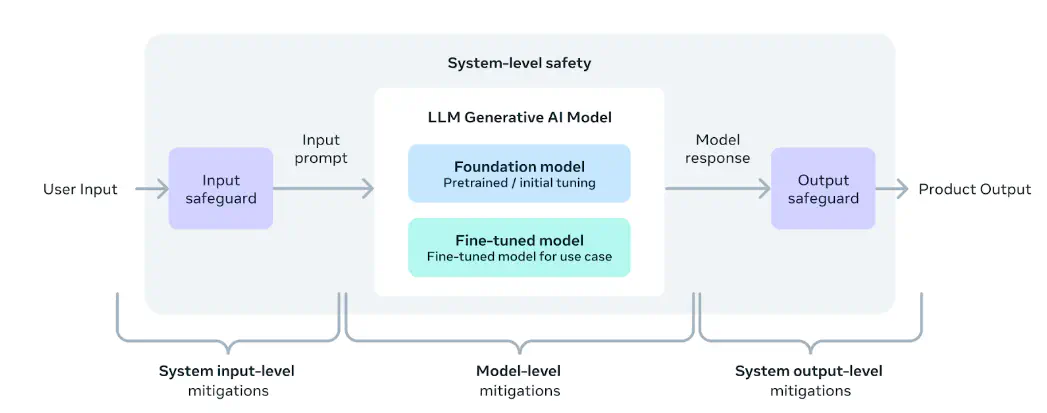 System-level safety
LLM Generative AI Model
User Input
Input
safeguard
Input
prompt
Foundation model
Pretrained / initial tuning
Fine-tuned model
Fine-tuned model for use case
Model
response
Output
safeguard
Product Output
System input-level
mitigations
Model-level
mitigations
System output-level
mitigations